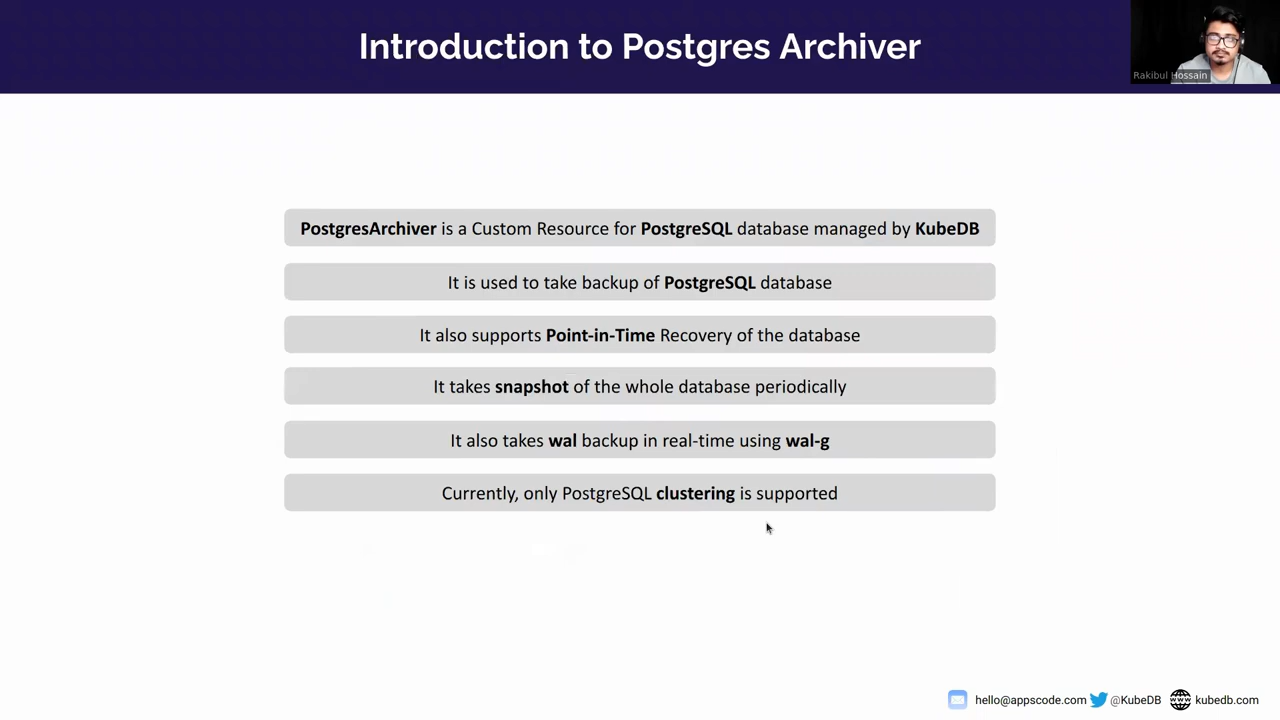 Introduction to Postgres Archiver
Rakibul Hossain
PostgresArchiver is a Custom Resource for PostgreSQL database managed by KubeDB
It is used to take backup of PostgreSQL database
It also supports Point-in-Time Recovery of the database
It takes snapshot of the whole database periodically
It also takes wal backup in real-time using wal-g
Currently, only PostgreSQL clustering is supported
hello@appscode.com @KubeDB kubedb.com